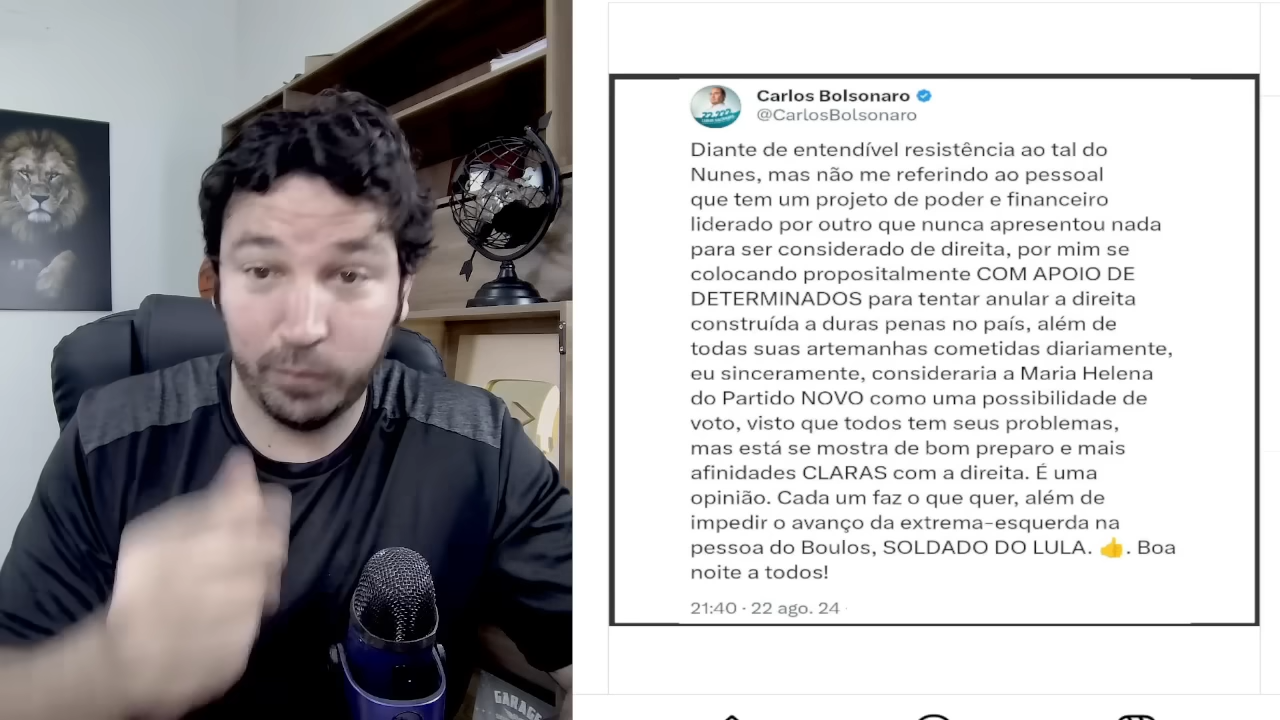 Carlos Bolsonaro
@CarlosBolsonaro
Diante de entendível resistência ao tal do
Nunes, mas não me referindo ao pessoal
que tem um projeto de poder e financeiro
liderado por outro que nunca apresentou nada
para ser considerado de direita, por mim se
colocando propositalmente COM APOIO DE
DETERMINADOS para tentar anular a direita
construída a duras penas no país, além de
todas suas artemanhas cometidas diariamente,
eu sinceramente, consideraria a Maria Helena
do Partido NOVO como uma possibilidade de
voto, visto que todos tem seus problemas,
mas está se mostra de bom preparo e mais
afinidades CLARAS com a direita. É uma
opinião. Cada um faz o que quer, além de
impedir o avanço da extrema-esquerda na
pessoa do Boulos, SOLDADO DO LULA. 👍. Boa
noite a todos!
21:40 · 22 ago. 24
GARAGE